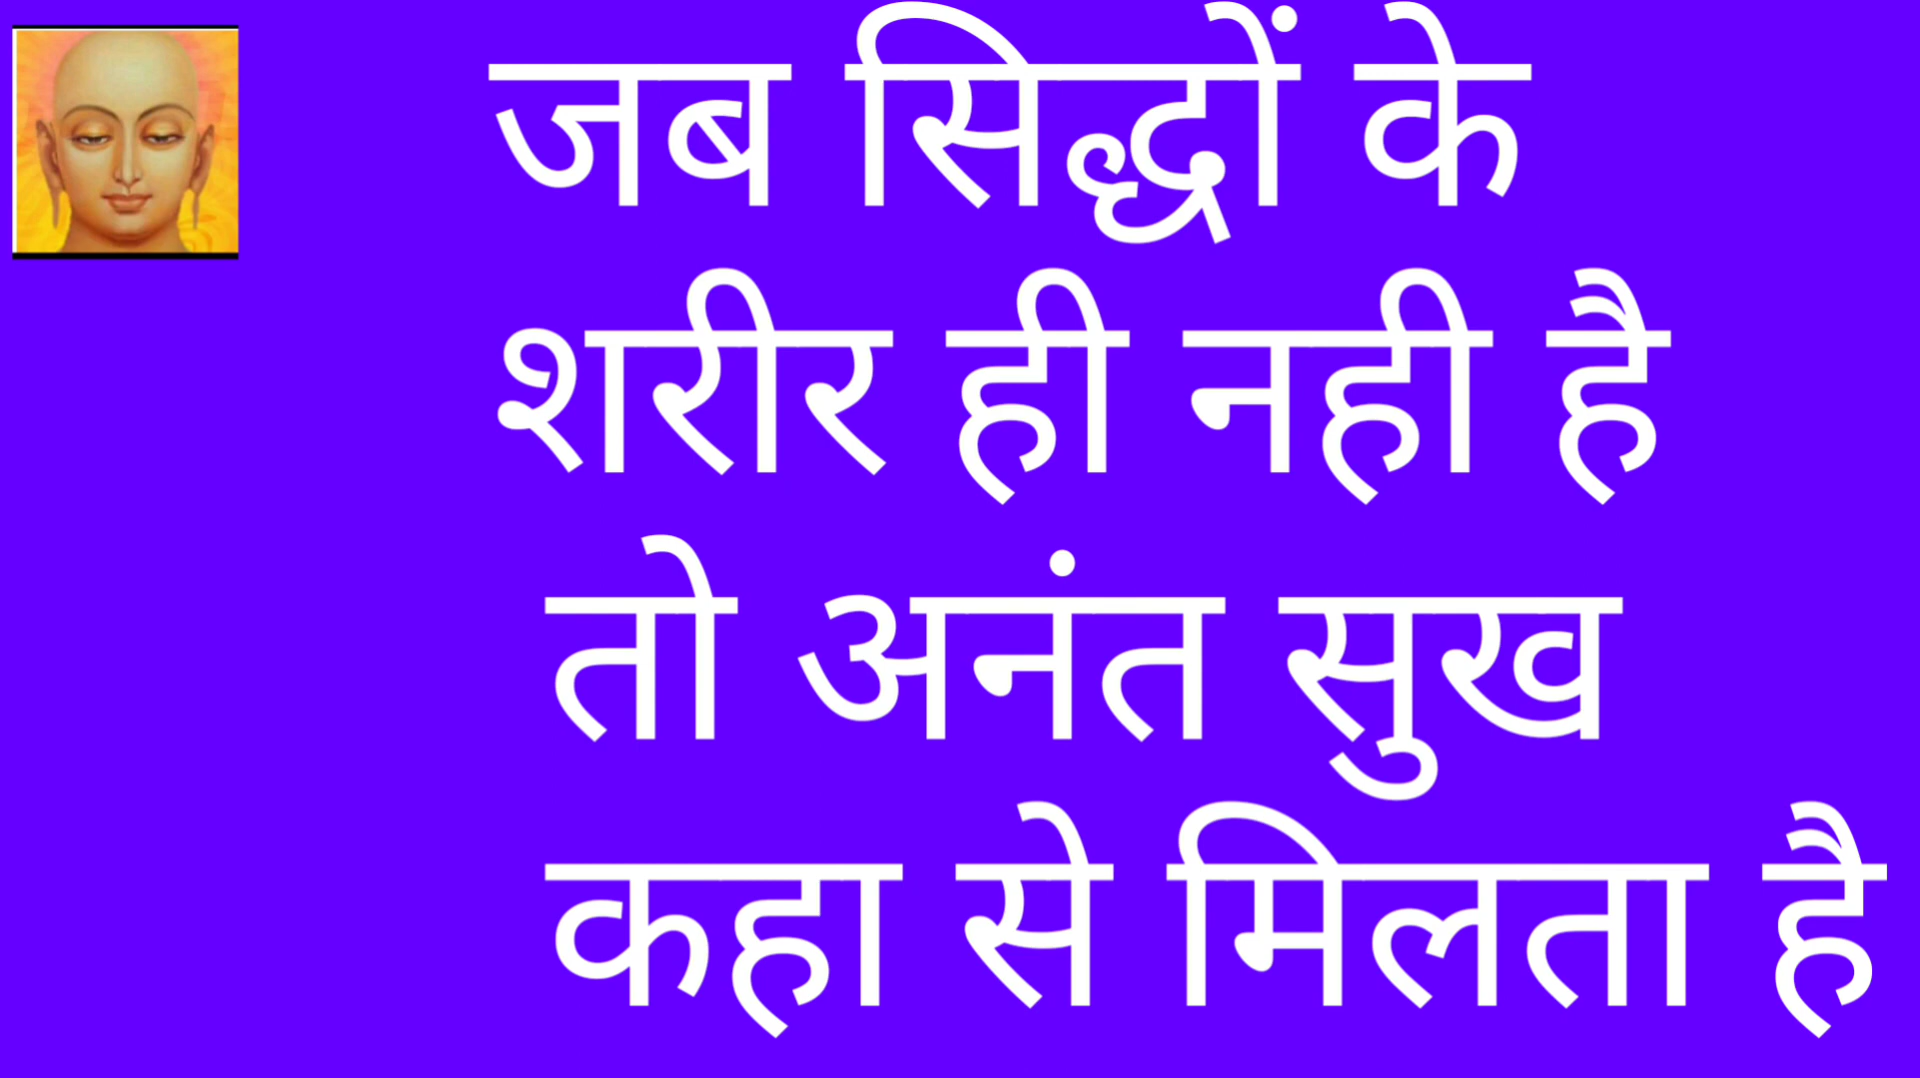 जब सिद्धों के
शरीर ही नही है
तो अनंत सुख
कहा से मिलता है